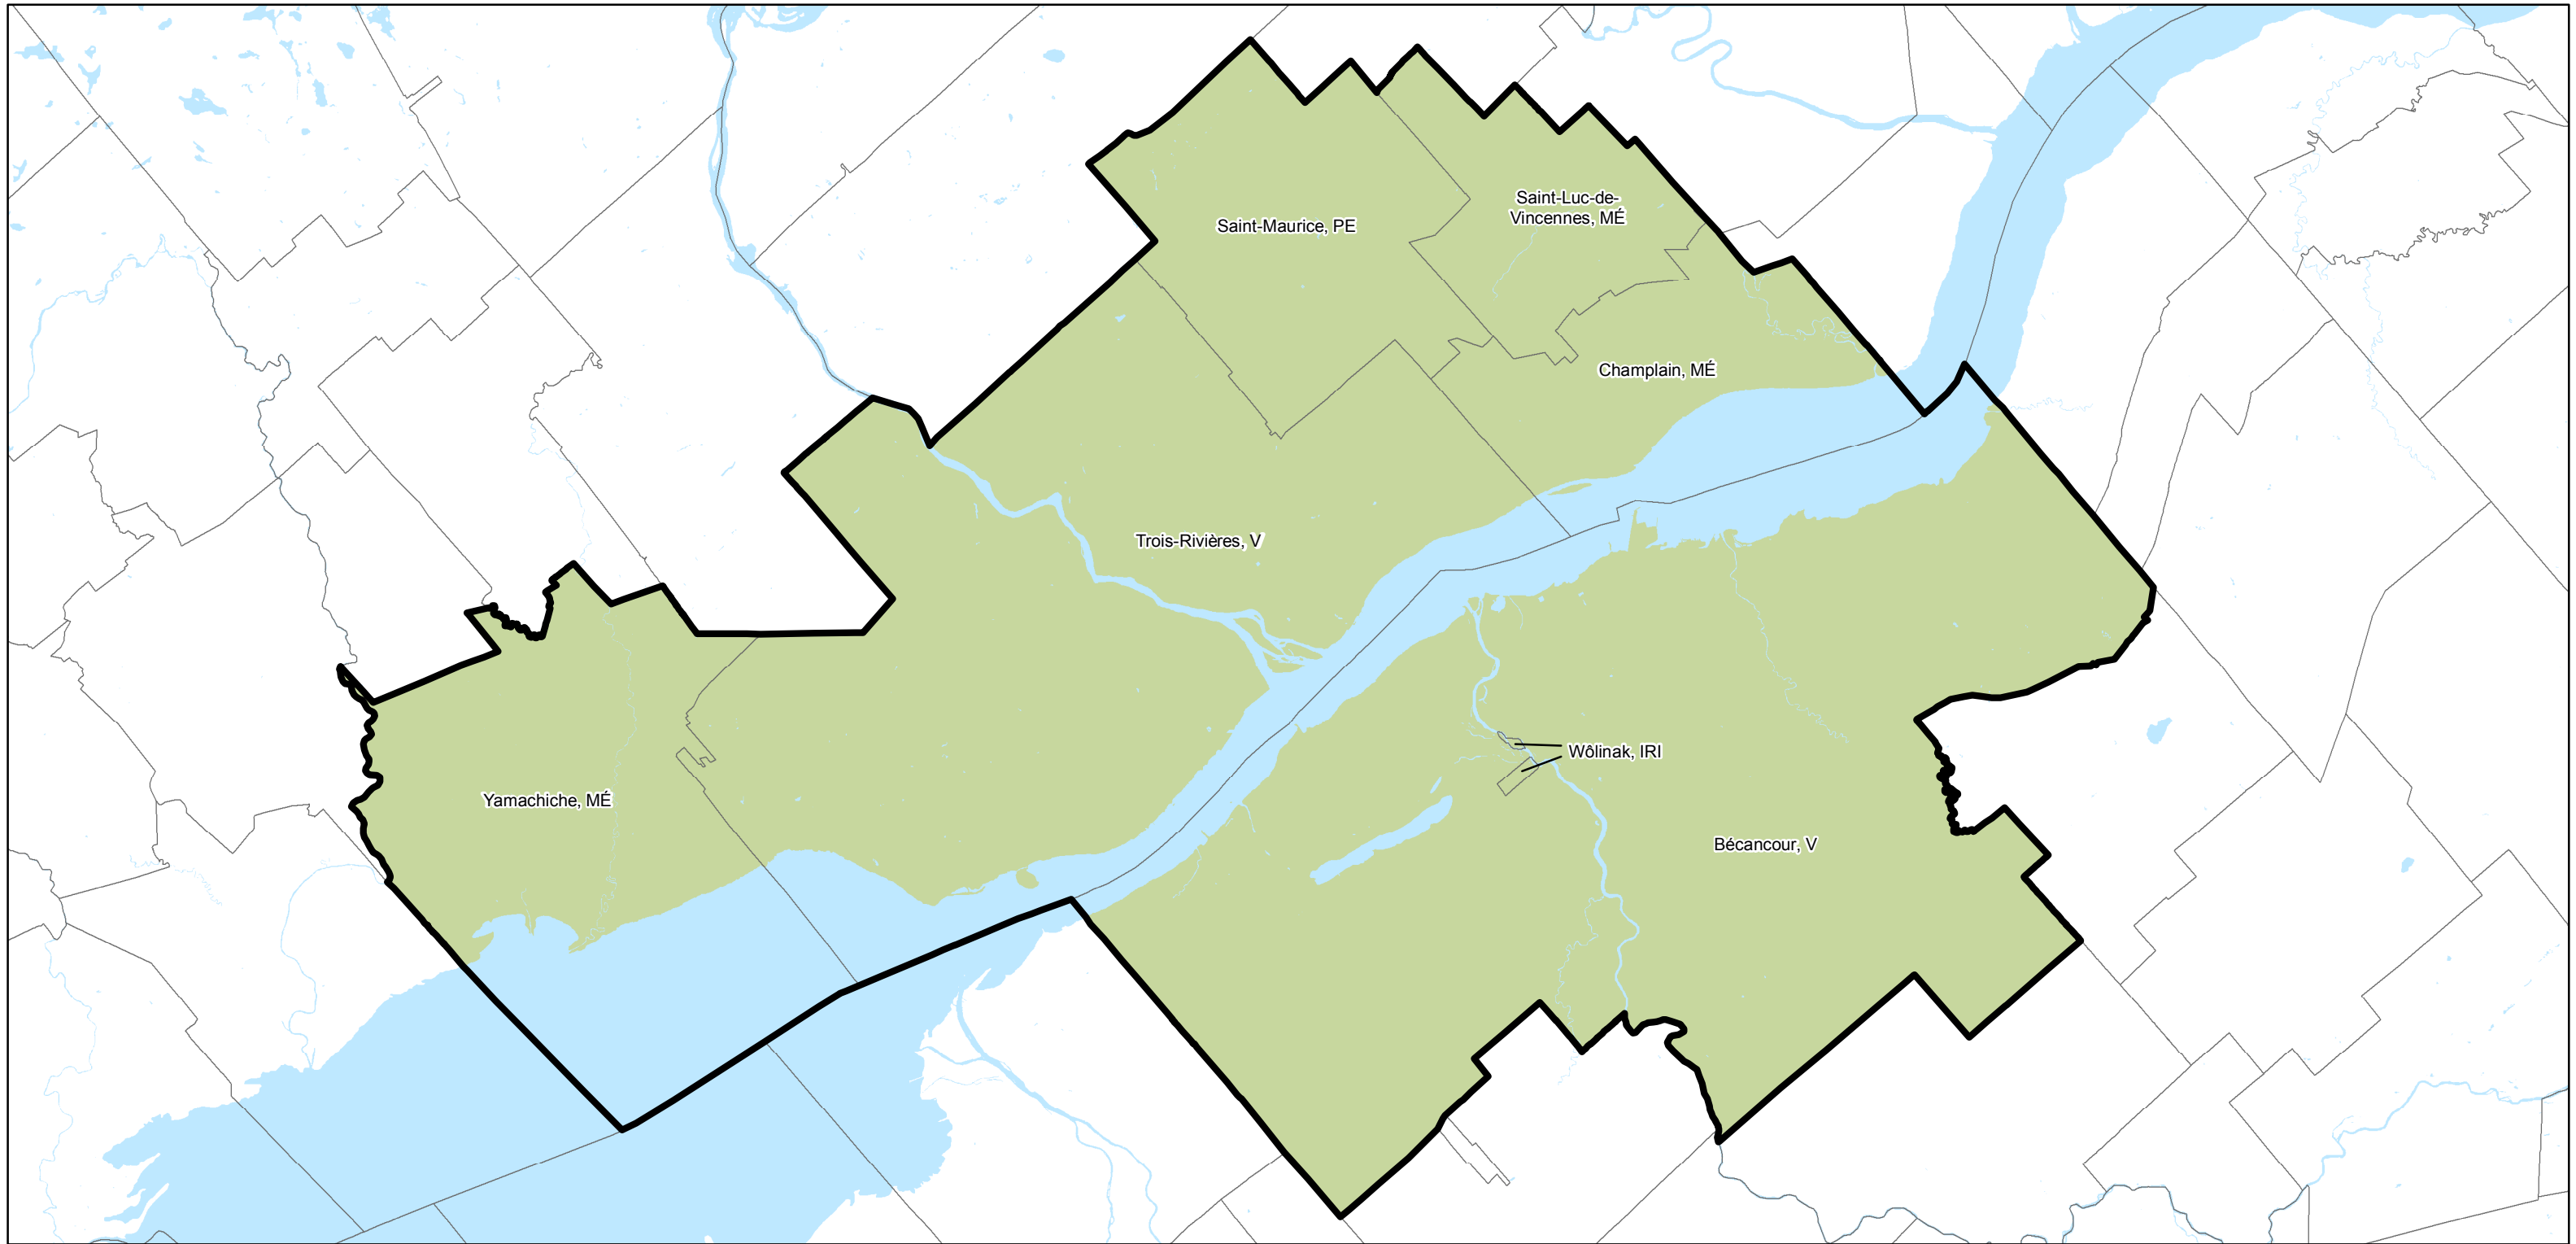 Saint-Luc-de-
Vincennes, MÉ
Saint-Maurice, PE
Champlain, MÉ
Trois-Rivières, V
Wôlinak, IRI
Yamachiche, MÉ
Bécancour, V